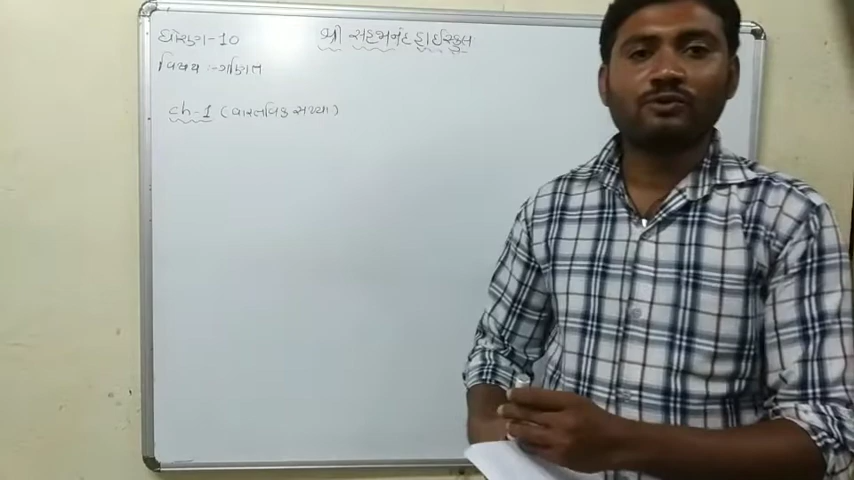 ધોરણ-10 શ્રી સહજાનંદ હાઈસ્કૂલ
વિષય :- ગણિત
ch-1 (વાસ્તવિક સંખ્યા)